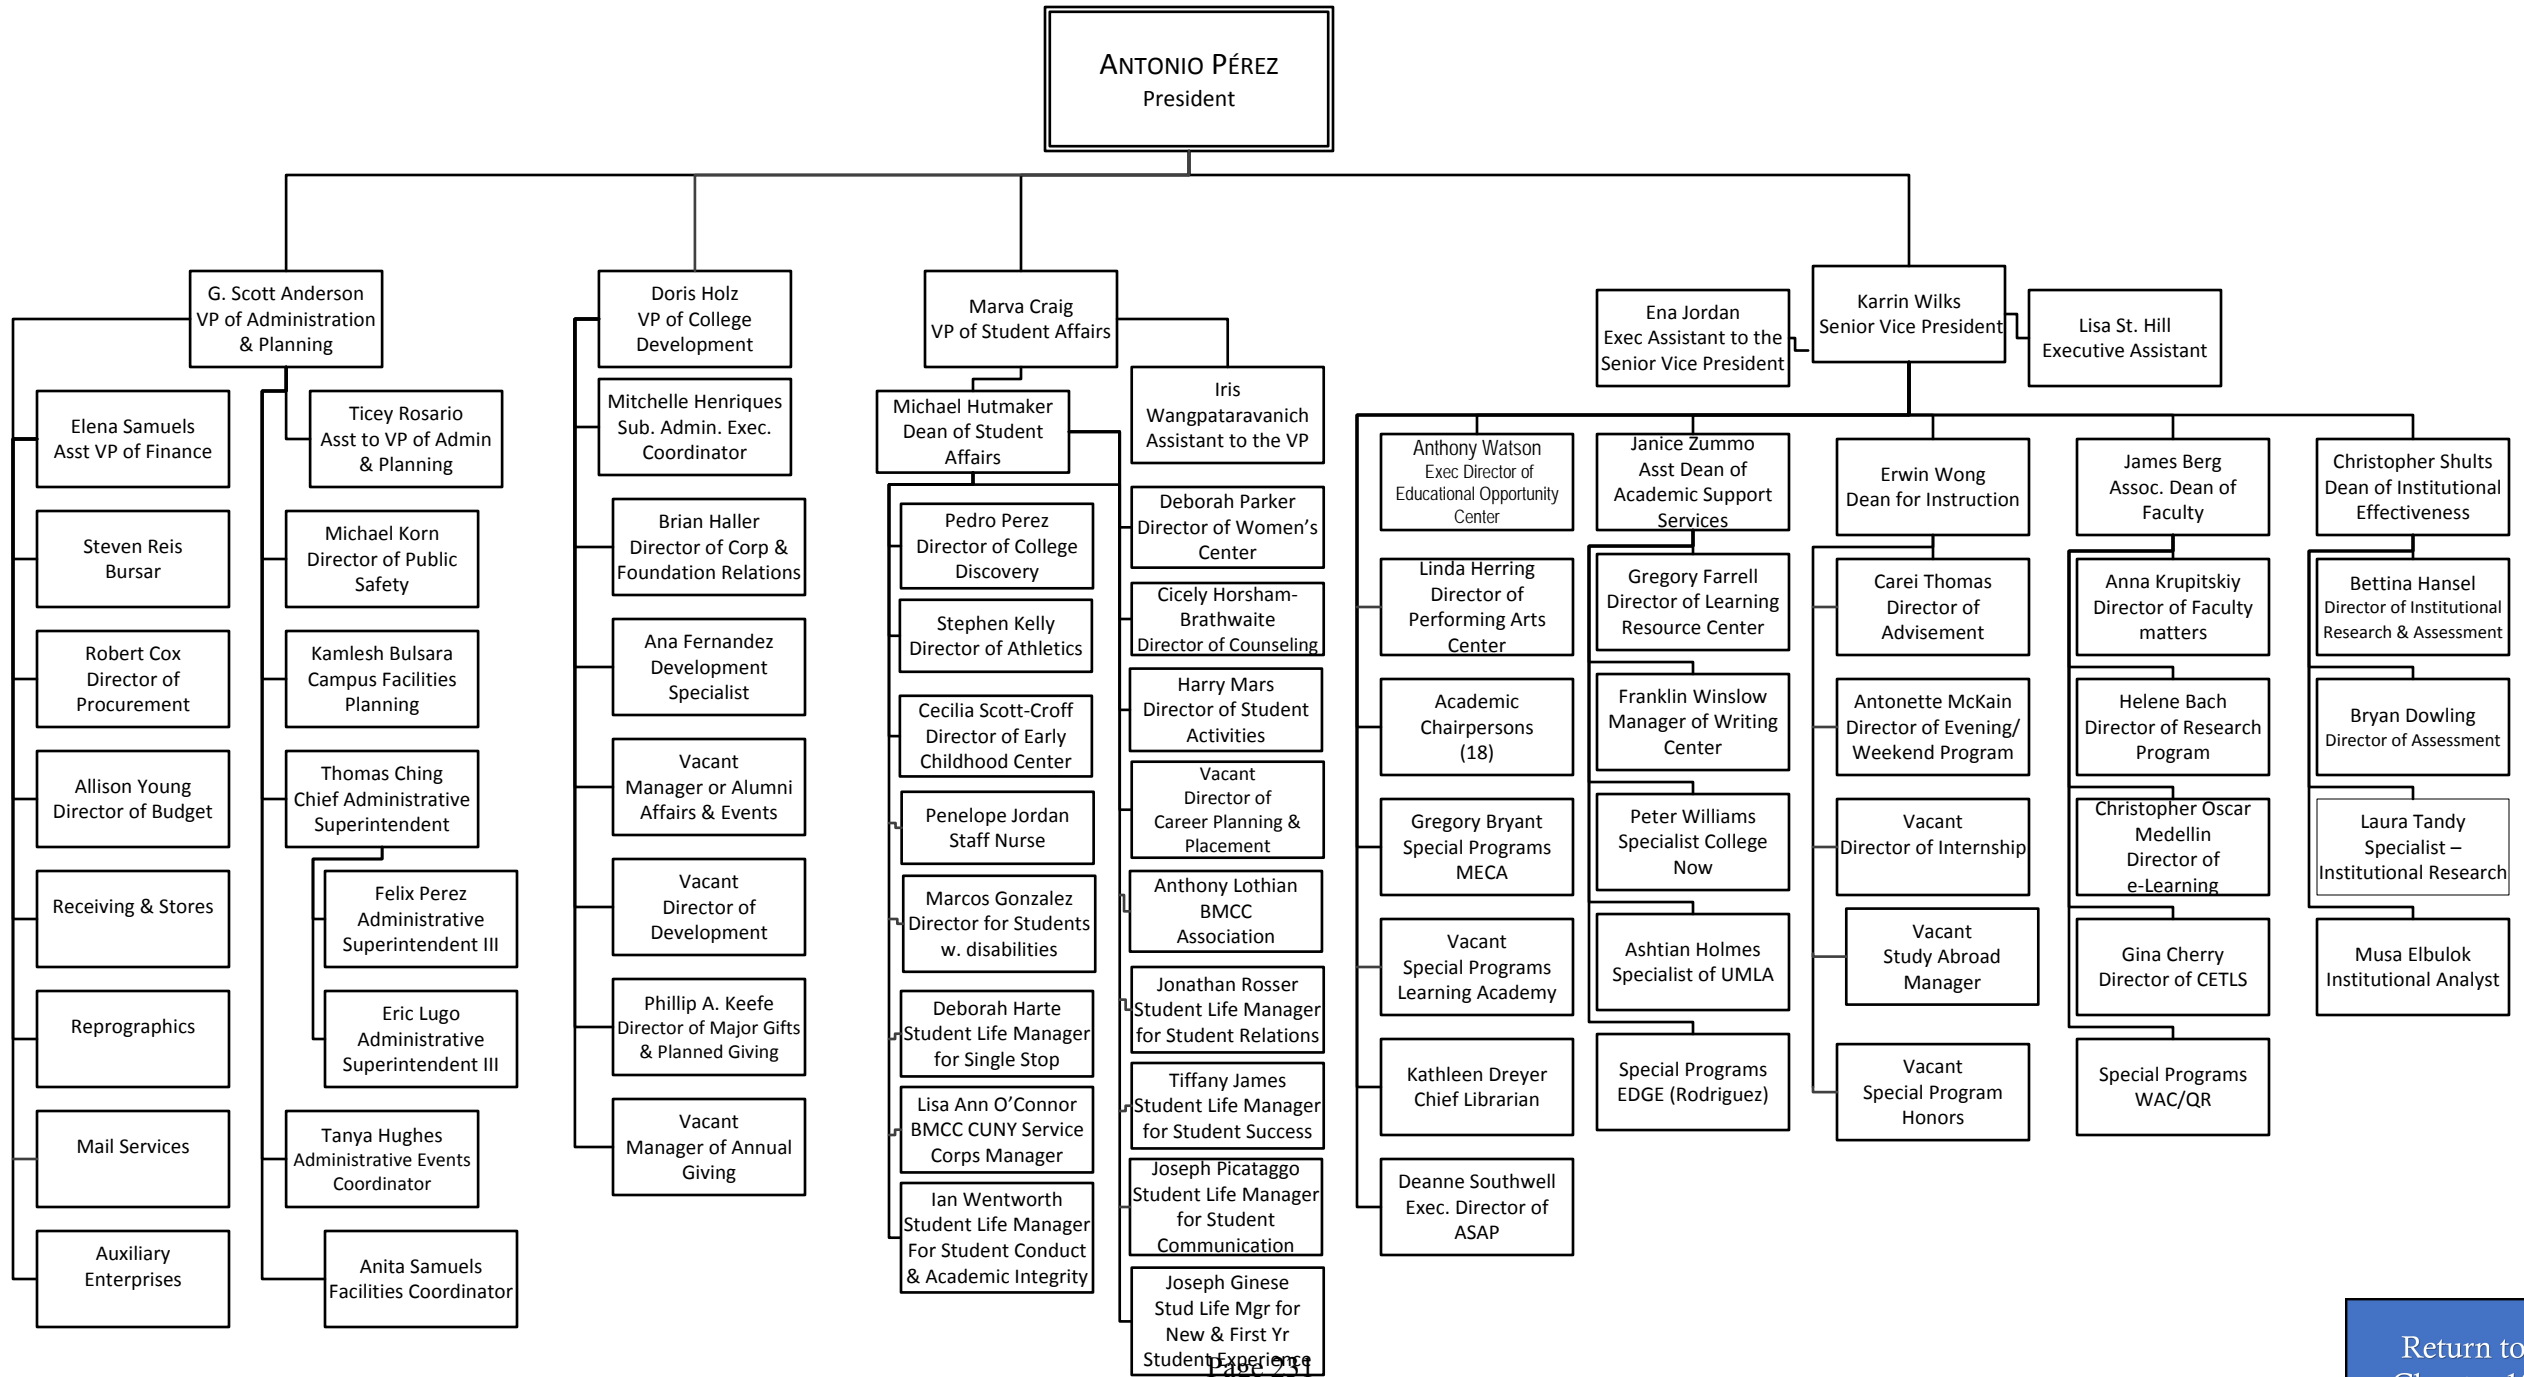 ANTONIO PÉREZ
President
G. Scott Anderson
VP of Administration
& Planning
Elena Samuels
Asst VP of Finance
Steven Reis
Bursar
Robert Cox
Director of
Procurement
Allison Young
Director of Budget
Receiving & Stores
Reprographics
Mail Services
Auxiliary
Enterprises
Ticey Rosario
Asst to VP of Admin
& Planning
Michael Korn
Director of Public
Safety
Kamlesh Bulsara
Campus Facilities
Planning
Thomas Ching
Chief Administrative
Superintendent
Felix Perez
Administrative
Superintendent III
Eric Lugo
Administrative
Superintendent III
Tanya Hughes
Administrative Events
Coordinator
Anita Samuels
Facilities Coordinator
Doris Holz
VP of College
Development
Mitchelle Henriques
Sub. Admin. Exec.
Coordinator
Brian Haller
Director of Corp &
Foundation Relations
Ana Fernandez
Development
Specialist
Vacant
Manager or Alumni
Affairs & Events
Vacant
Director of
Development
Phillip A. Keefe
Director of Major Gifts
& Planned Giving
Vacant
Manager of Annual
Giving
Marva Craig
VP of Student Affairs
Iris
Wangpataravanich
Assistant to the VP
Michael Hutmaker
Dean of Student
Affairs
Pedro Perez
Director of College
Discovery
Stephen Kelly
Director of Athletics
Cecilia Scott-Croff
Director of Early
Childhood Center
Penelope Jordan
Staff Nurse
Marcos Gonzalez
Director for Students
w. disabilities
Deborah Harte
Student Life Manager
for Single Stop
Lisa Ann O’Connor
BMCC CUNY Service
Corps Manager
Ian Wentworth
Student Life Manager
For Student Conduct
& Academic Integrity
Deborah Parker
Director of Women’s
Center
Cicely Horsham-
Brathwaite
Director of Counseling
Harry Mars
Director of Student
Activities
Vacant
Director of
Career Planning &
Placement
Anthony Lothian
BMCC
Association
Jonathan Rosser
Student Life Manager
for Student Relations
Tiffany James
Student Life Manager
for Student Success
Joseph Picataggo
Student Life Manager
for Student
Communication
Joseph Ginese
Stud Life Mgr for
New & First Yr
Student Experience
Karrin Wilks
Senior Vice President
Ena Jordan
Exec Assistant to the
Senior Vice President
Lisa St. Hill
Executive Assistant
Anthony Watson
Exec Director of
Educational Opportunity
Center
Linda Herring
Director of
Performing Arts
Center
Academic
Chairpersons
(18)
Gregory Bryant
Special Programs
MECA
Vacant
Special Programs
Learning Academy
Kathleen Dreyer
Chief Librarian
Deanne Southwell
Exec. Director of
ASAP
Janice Zummo
Asst Dean of
Academic Support
Services
Gregory Farrell
Director of Learning
Resource Center
Franklin Winslow
Manager of Writing
Center
Peter Williams
Specialist College
Now
Ashtian Holmes
Specialist of UMLA
Special Programs
EDGE (Rodriguez)
Erwin Wong
Dean for Instruction
Carei Thomas
Director of
Advisement
Antonette McKain
Director of Evening/
Weekend Program
Vacant
Director of Internship
Vacant
Study Abroad
Manager
Vacant
Special Program
Honors
James Berg
Assoc. Dean of
Faculty
Anna Krupitskiy
Director of Faculty
matters
Helene Bach
Director of Research
Program
Christopher Oscar
Medellin
Director of
e-Learning
Gina Cherry
Director of CETLS
Special Programs
WAC/QR
Christopher Shults
Dean of Institutional
Effectiveness
Bettina Hansel
Director of Institutional
Research & Assessment
Bryan Dowling
Director of Assessment
Laura Tandy
Specialist –
Institutional Research
Musa Elbulok
Institutional Analyst
Page 231
Return to